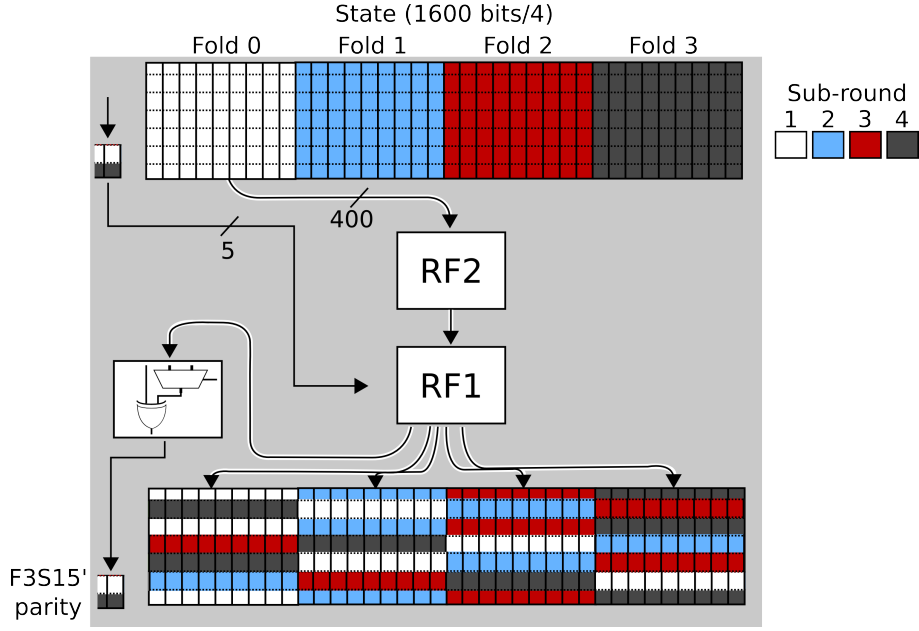 State (1600 bits/4)
Fold 0 Fold 1 Fold 2 Fold 3
Sub-round
1 2 3 4
400
5
RF2
RF1
F3S15'
parity